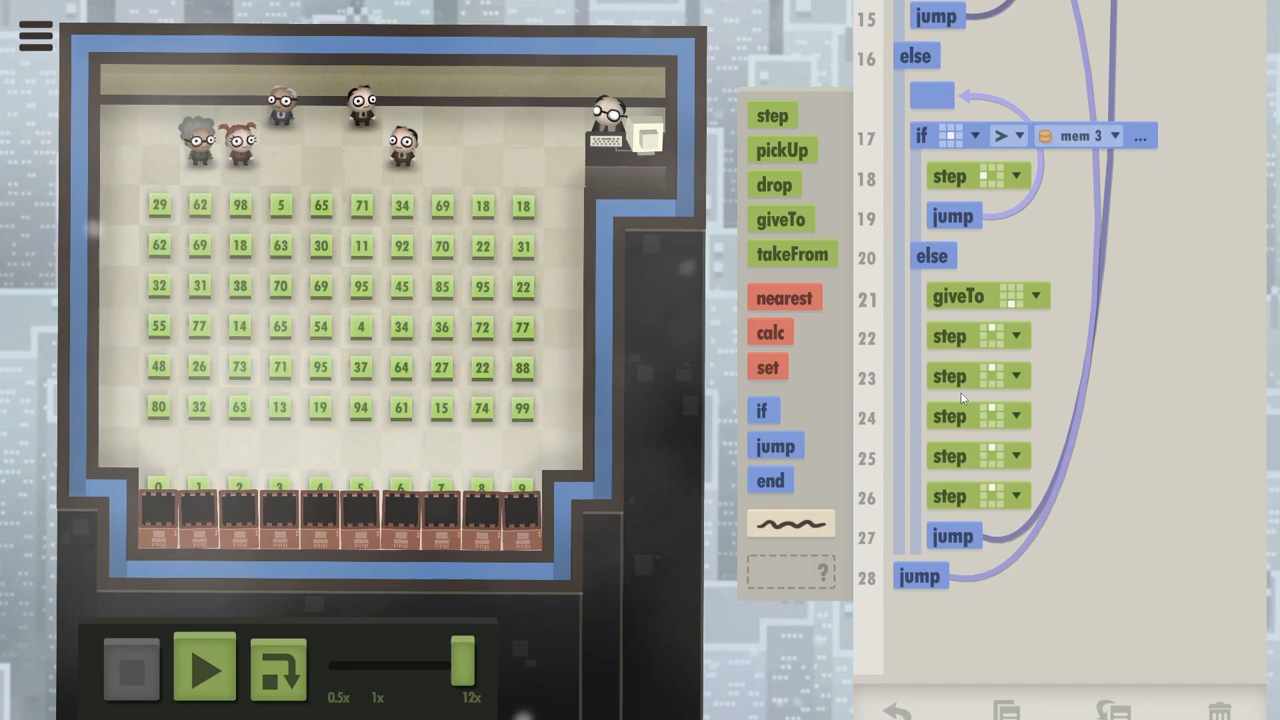 29 62 98 5 65 71 34 69 18 18
62 69 18 63 30 11 92 70 22 31
32 31 38 70 69 95 45 85 95 22
55 77 14 65 54 4 34 36 72 77
48 26 73 71 95 37 64 27 22 88
80 32 63 13 19 94 61 15 74 99
0 1 2 3 4 5 6 7 8 9
0.5x 1x 12x
step
pickUp
drop
giveTo
takeFrom
nearest
calc
set
if
jump
end
?
15 jump
16 else
17 if > mem 3 ...
18 step
19 jump
20 else
21 giveTo
22 step
23 step
24 step
25 step
26 step
27 jump
28 jump